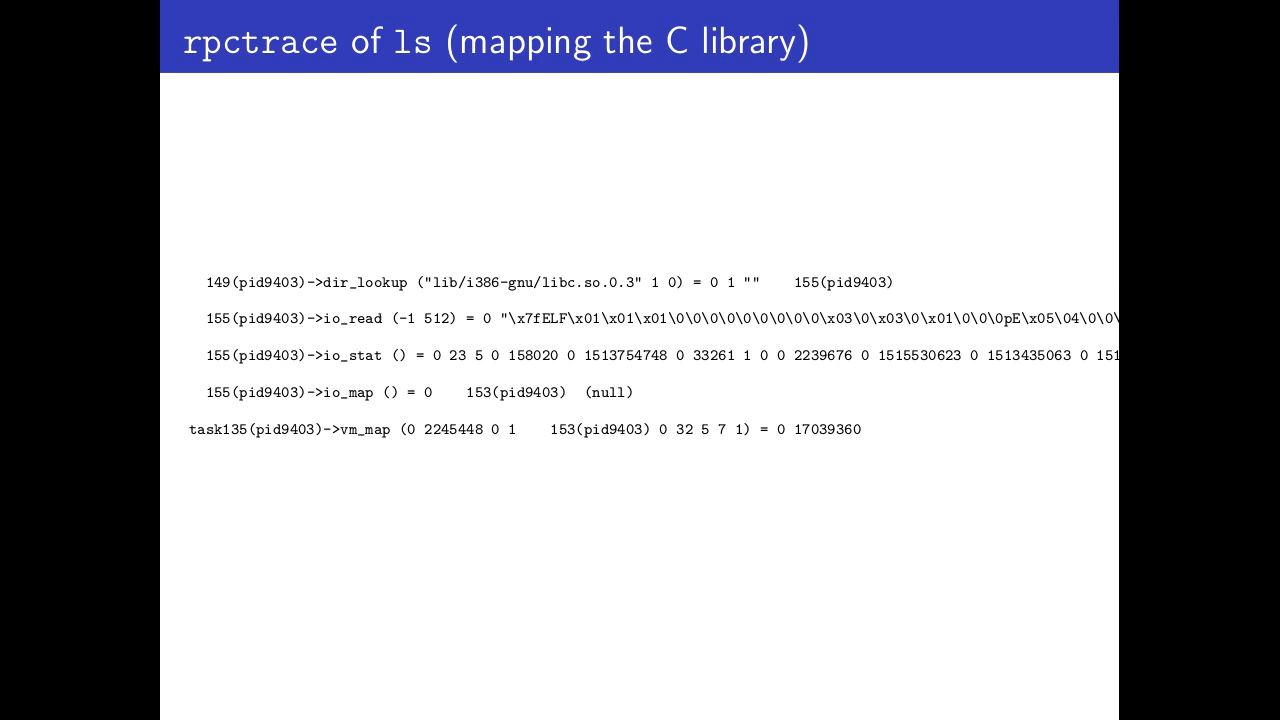 rpctrace of ls (mapping the C library)
149(pid9403)->dir_lookup ("lib/i386-gnu/libc.so.0.3" 1 0) = 0 1 "" 155(pid9403)
155(pid9403)->io_read (-1 512) = 0 "\x7fELF\x01\x01\x01\0\0\0\0\0\0\0\0\0\x03\0\x03\0\x01\0\0\0pE\x05\04\0\0\
155(pid9403)->io_stat () = 0 23 5 0 158020 0 1513754748 0 33261 1 0 0 2239676 0 1515530623 0 1513435063 0 151
155(pid9403)->io_map () = 0 153(pid9403) (null)
task135(pid9403)->vm_map (0 2245448 0 1 153(pid9403) 0 32 5 7 1) = 0 17039360